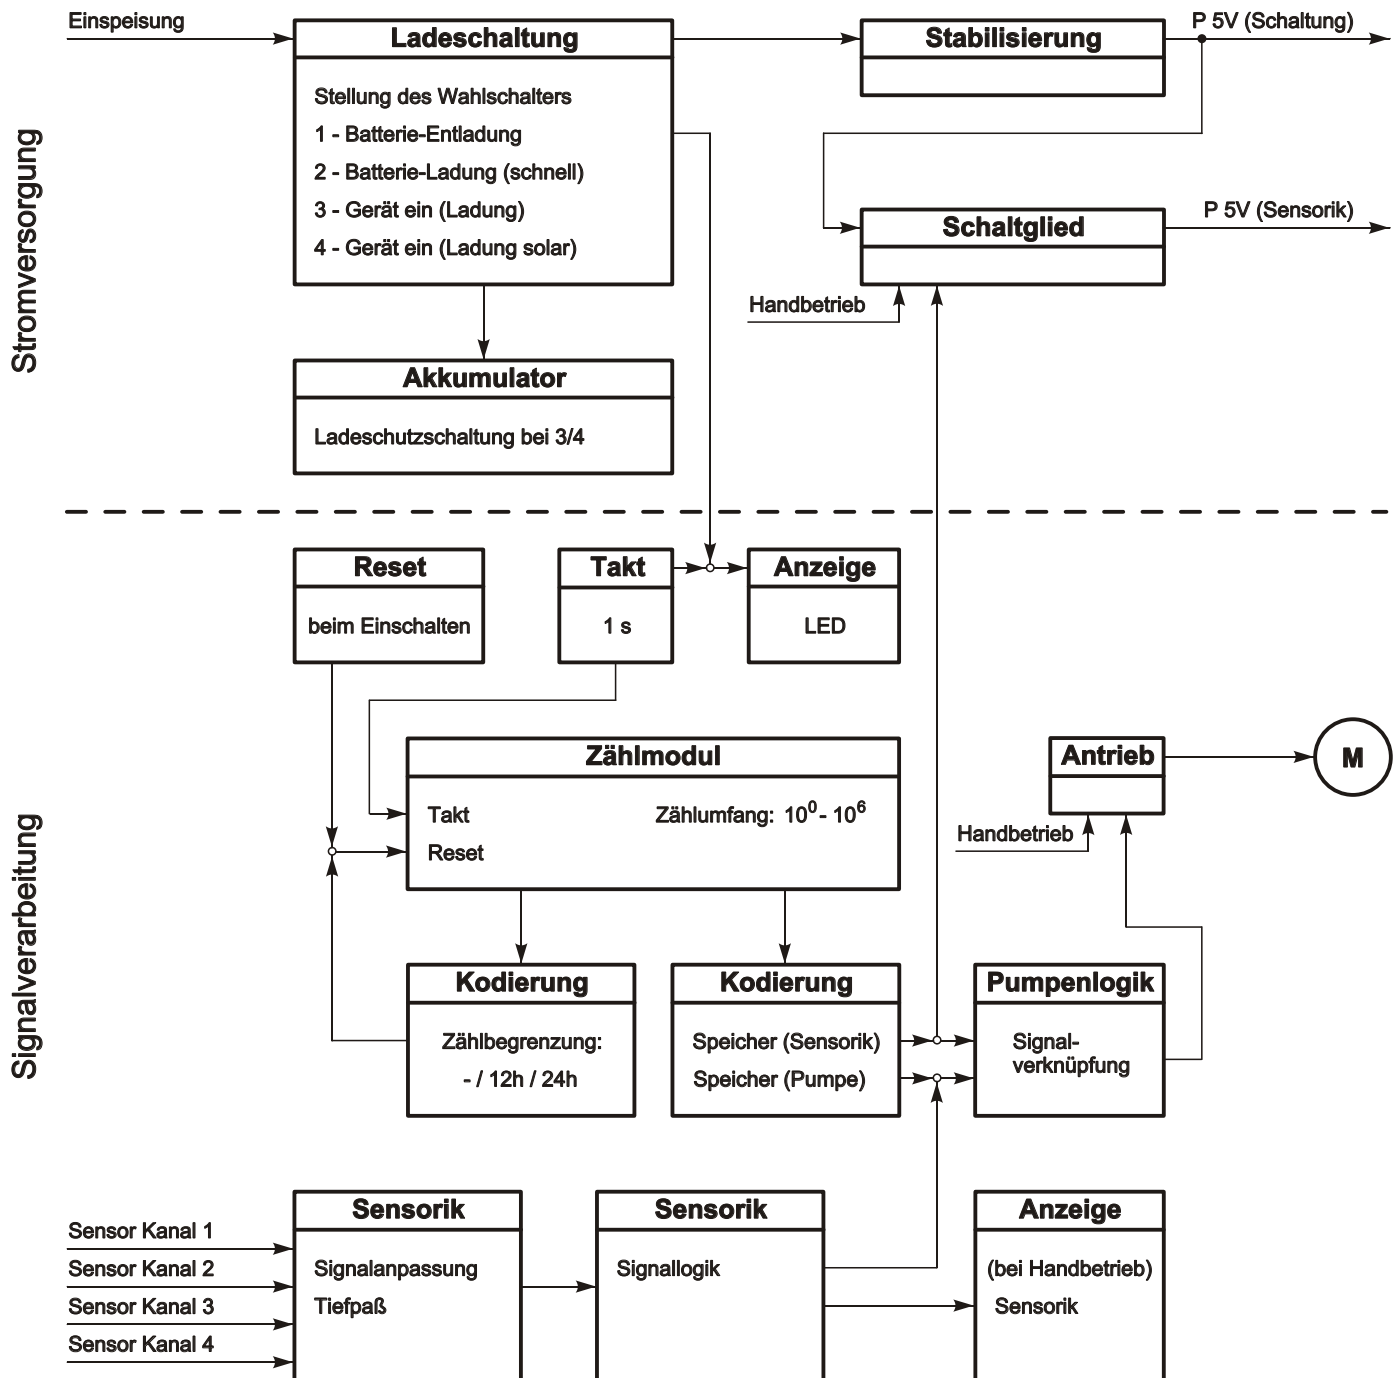 Stromversorgung
Einspeisung
Ladeschaltung
Stellung des Wahlschalters
1 - Batterie-Entladung
2 - Batterie-Ladung (schnell)
3 - Gerät ein (Ladung)
4 - Gerät ein (Ladung solar)
Stabilisierung
P 5V (Schaltung)
Schaltglied
P 5V (Sensorik)
Handbetrieb
Akkumulator
Ladeschutzschaltung bei 3/4
Signalverarbeitung
Reset
beim Einschalten
Takt
1 s
Anzeige
LED
Zählmodul
Takt
Zählumfang: 10⁰ - 10⁶
Reset
Antrieb
M
Handbetrieb
Kodierung
Zählbegrenzung:
- / 12h / 24h
Kodierung
Speicher (Sensorik)
Speicher (Pumpe)
Pumpenlogik
Signal-
verknüpfung
Sensor Kanal 1
Sensor Kanal 2
Sensor Kanal 3
Sensor Kanal 4
Sensorik
Signalanpassung
Tiefpaß
Sensorik
Signallogik
Anzeige
(bei Handbetrieb)
Sensorik